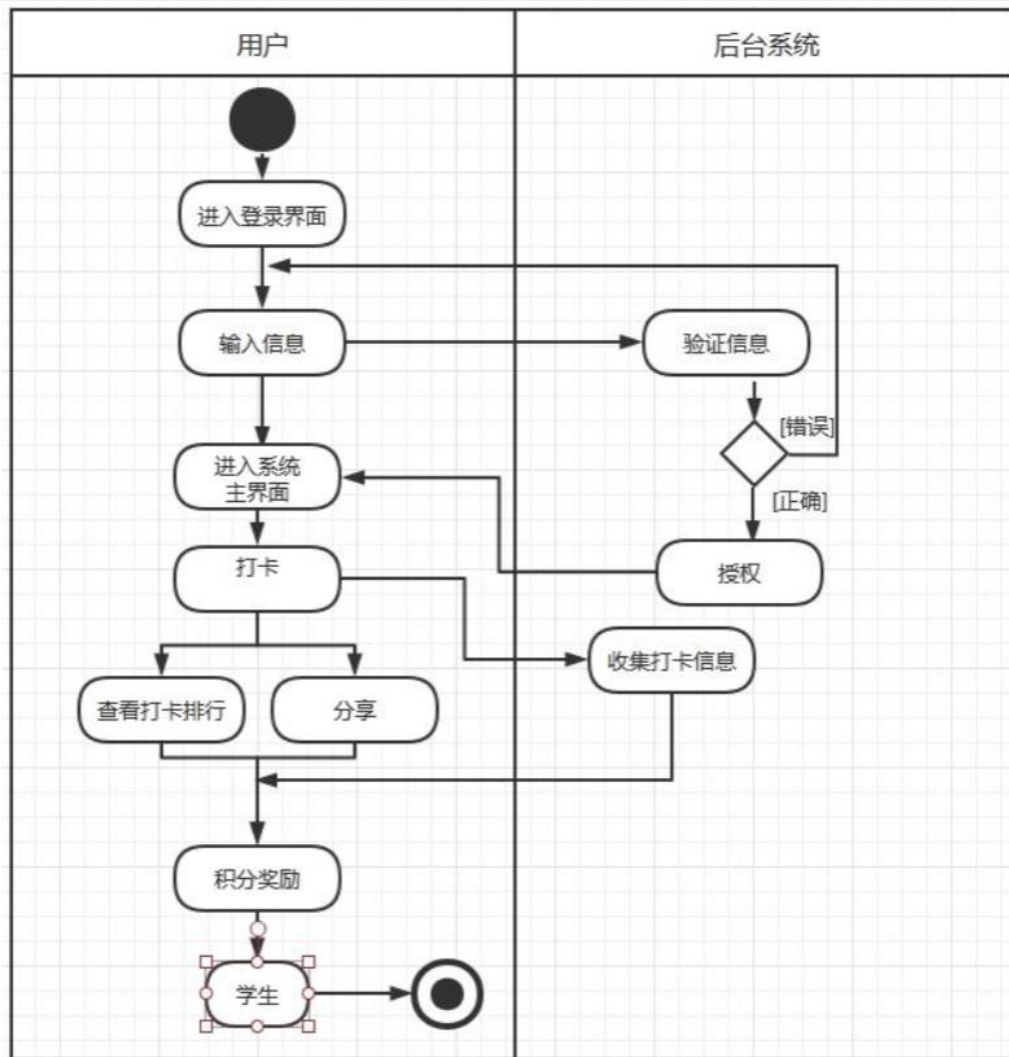 用户
后台系统
进入登录界面
输入信息
验证信息
[错误]
进入系统
主界面
[正确]
打卡
授权
收集打卡信息
查看打卡排行
分享
积分奖励
学生